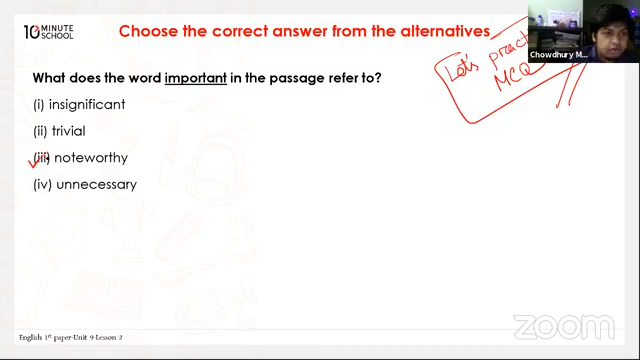 10 MINUTE SCHOOL
Choose the correct answer from the alternatives
Let's pract
MCQ
Chowdhury M...
What does the word important in the passage refer to?
(i) insignificant
(ii) trivial
(iii) noteworthy
(iv) unnecessary
English 1st paper-Unit 9-Lesson 2
zoom